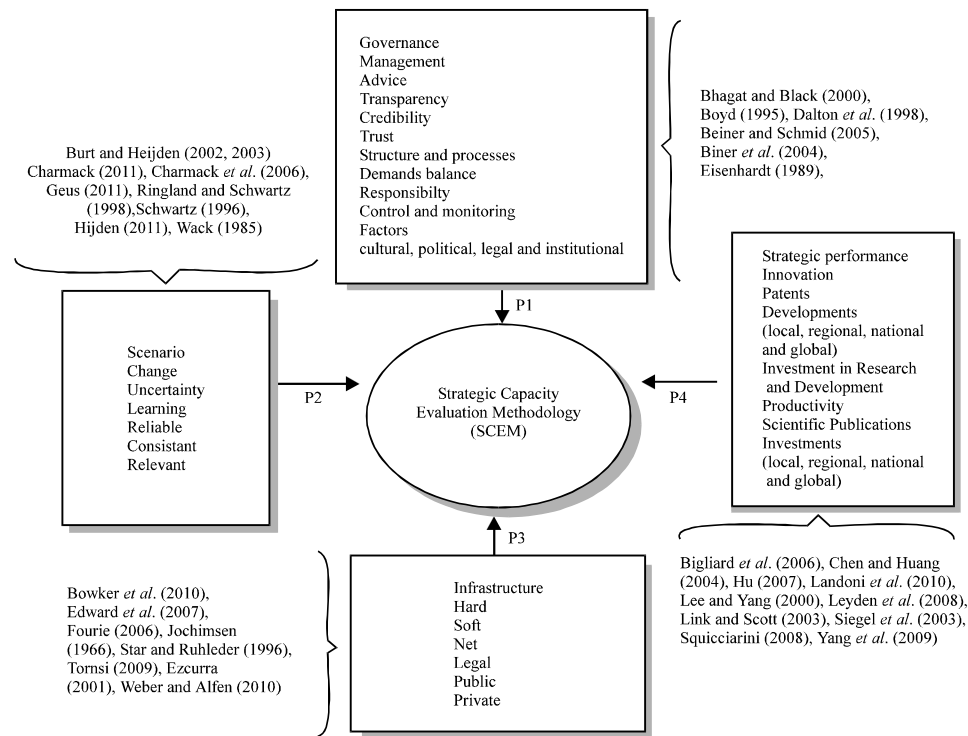 Governance
Management
Advice
Transparency
Credibility
Trust
Structure and processes
Demands balance
Responsibilty
Control and monitoring
Factors
cultural, political, legal and institutional
Bhagat and Black (2000),
Boyd (1995), Dalton et al. (1998),
Beiner and Schmid (2005),
Biner et al. (2004),
Eisenhardt (1989),
Burt and Heijden (2002, 2003)
Charmack (2011), Charmack et al. (2006),
Geus (2011), Ringland and Schwartz
(1998),Schwartz (1996),
Hijden (2011), Wack (1985)
Scenario
Change
Uncertainty
Learning
Reliable
Consistant
Relevant
P1
P2
Strategic Capacity
Evaluation Methodology
(SCEM)
P4
P3
Strategic performance
Innovation
Patents
Developments
(local, regional, national
and global)
Investment in Research
and Development
Productivity
Scientific Publications
Investments
(local, regional, national
and global)
Bigliard et al. (2006), Chen and Huang
(2004), Hu (2007), Landoni et al. (2010),
Lee and Yang (2000), Leyden et al. (2008),
Link and Scott (2003), Siegel et al. (2003),
Squicciarini (2008), Yang et al. (2009)
Bowker et al. (2010),
Edward et al. (2007),
Fourie (2006), Jochimsen
(1966), Star and Ruhleder (1996),
Tornsi (2009), Ezcurra
(2001), Weber and Alfen (2010)
Infrastructure
Hard
Soft
Net
Legal
Public
Private